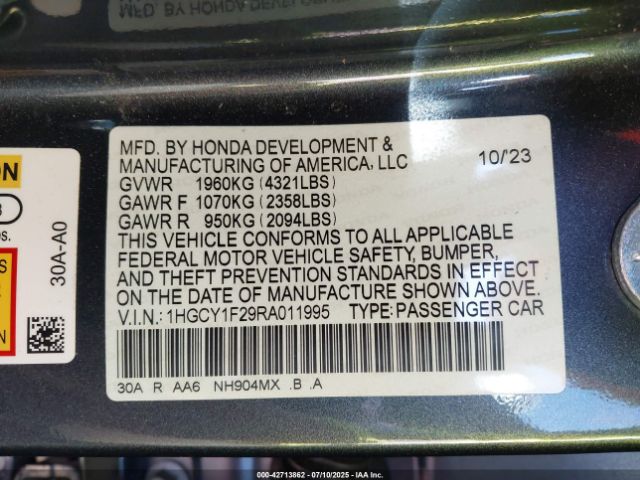 MFD. BY HONDA DEVELOPMENT &
MANUFACTURING OF AMERICA, LLC 10/'23
GVWR 1960KG (4321LBS)
GAWR F 1070KG (2358LBS)
GAWR R 950KG (2094LBS)
THIS VEHICLE CONFORMS TO ALL APPLICABLE
FEDERAL MOTOR VEHICLE SAFETY, BUMPER,
AND THEFT PREVENTION STANDARDS IN EFFECT
ON THE DATE OF MANUFACTURE SHOWN ABOVE.
V.I.N.: 1HGCY1F29RA011995 TYPE: PASSENGER CAR
30A R AA6 NH904MX .B .A
30A-A0
000-42713862 - 07/10/2025 - IAA Inc.